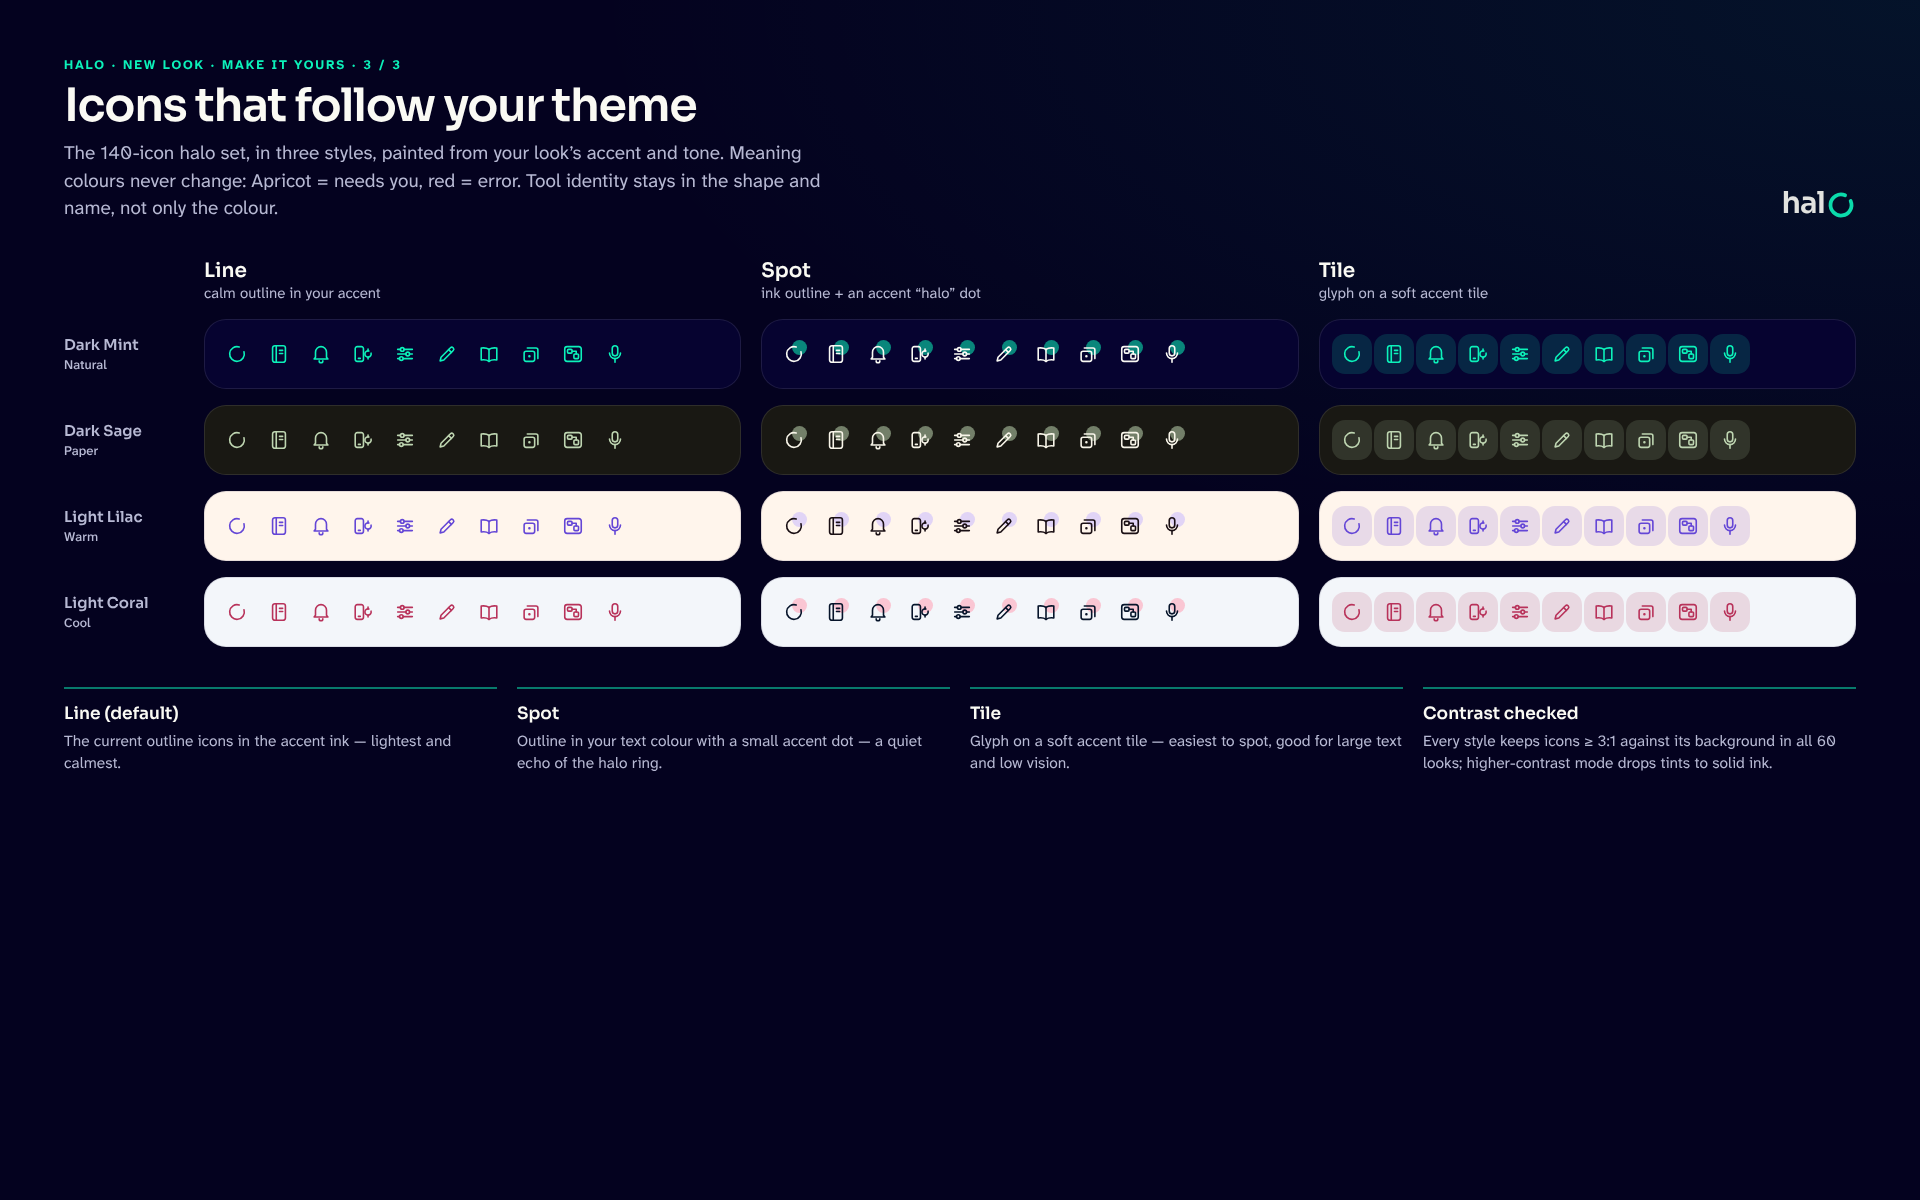 HALO · NEW LOOK · MAKE IT YOURS · 3 / 3
Icons that follow your theme
The 140-icon halo set, in three styles, painted from your look’s accent and tone. Meaning
colours never change: Apricot = needs you, red = error. Tool identity stays in the shape and
name, not only the colour.
halo
Line
calm outline in your accent
Spot
ink outline + an accent “halo” dot
Tile
glyph on a soft accent tile
Dark Mint
Natural
Dark Sage
Paper
Light Lilac
Warm
Light Coral
Cool
Line (default)
The current outline icons in the accent ink — lightest and
calmest.
Spot
Outline in your text colour with a small accent dot — a quiet
echo of the halo ring.
Tile
Glyph on a soft accent tile — easiest to spot, good for large text
and low vision.
Contrast checked
Every style keeps icons ≥ 3:1 against its background in all 60
looks; higher-contrast mode drops tints to solid ink.